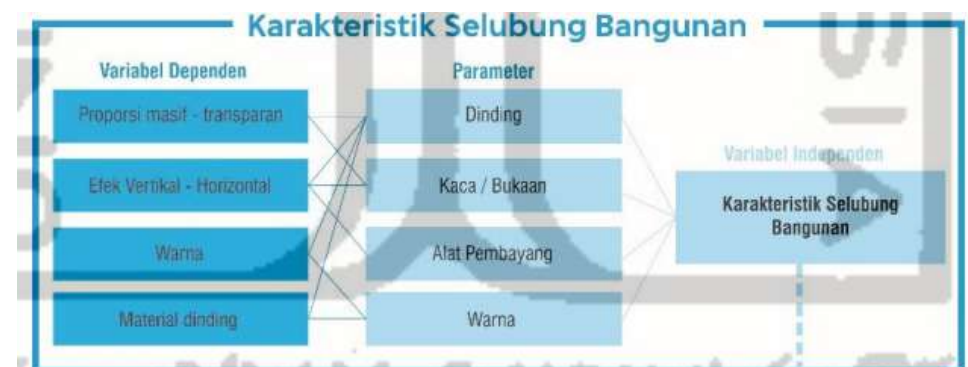 Karakteristik Selubung Bangunan
Variabel Dependen
Parameter
Proporsi masif - transparan
Dinding
Variabel Independen
Efek Vertikal - Horizontal
Kaca / Bukaan
Karakteristik Selubung
Bangunan
Warna
Alat Pembayang
Material dinding
Warna